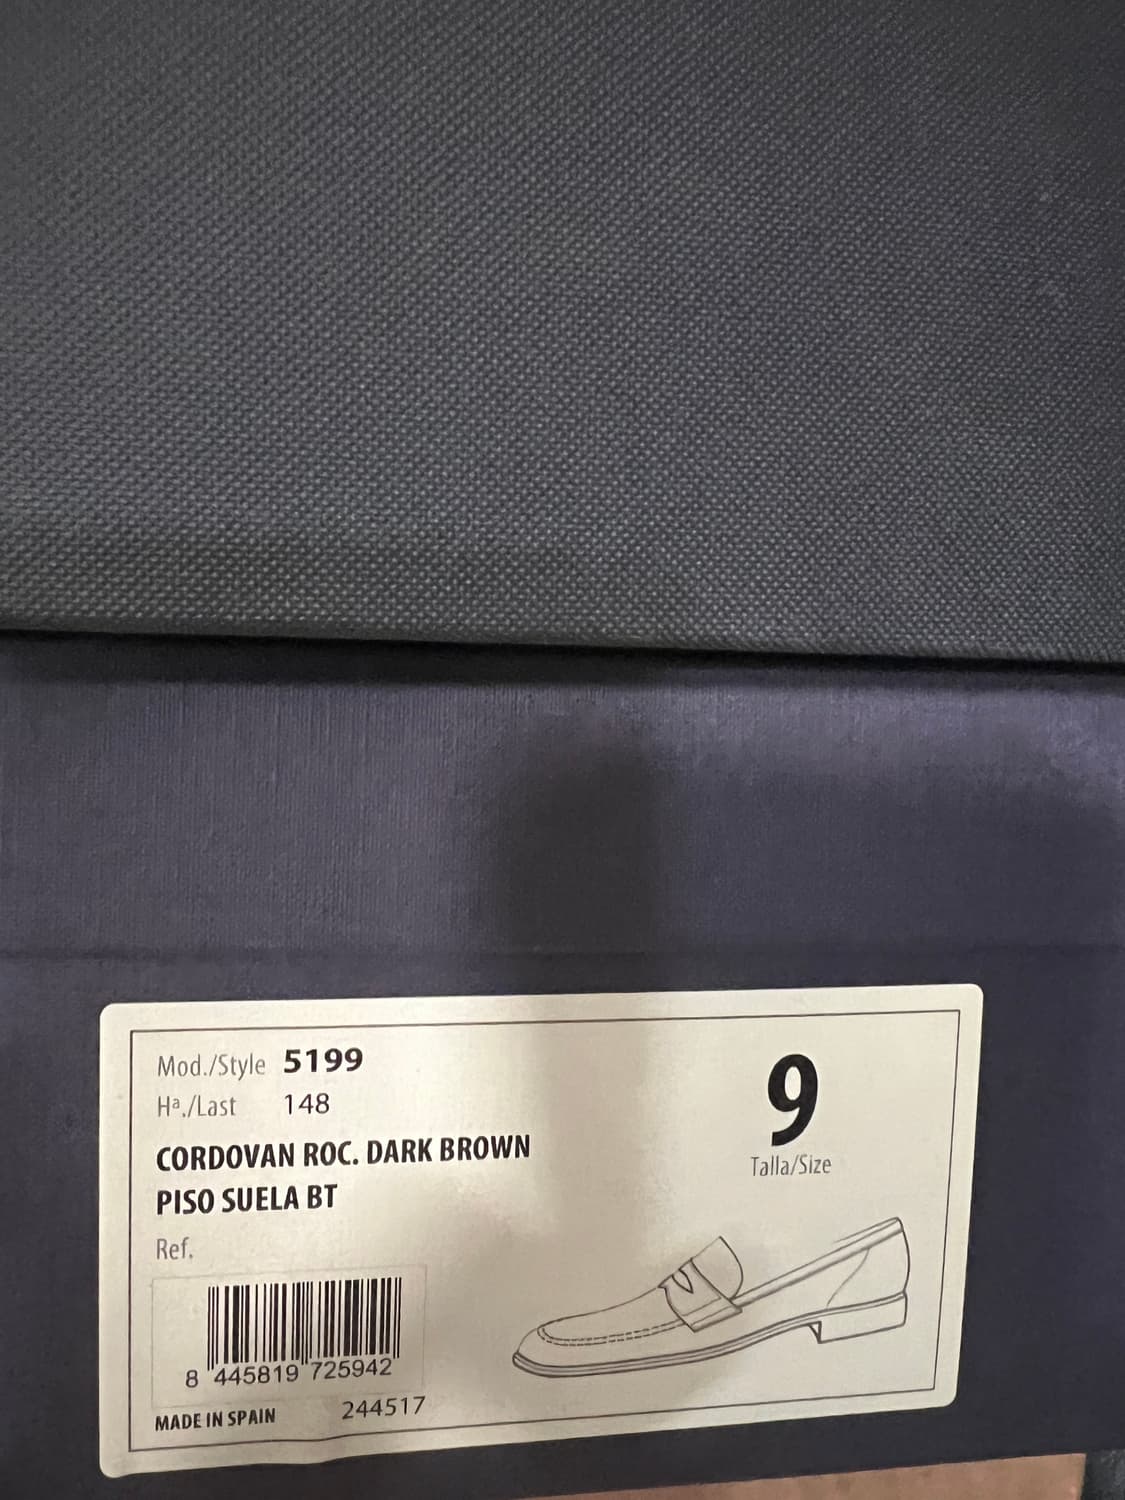 Mod./Style 5199
Hª./Last 148
CORDOVAN ROC. DARK BROWN
PISO SUELA BT
Ref.
8 445819 725942
MADE IN SPAIN 244517
9
Talla/Size